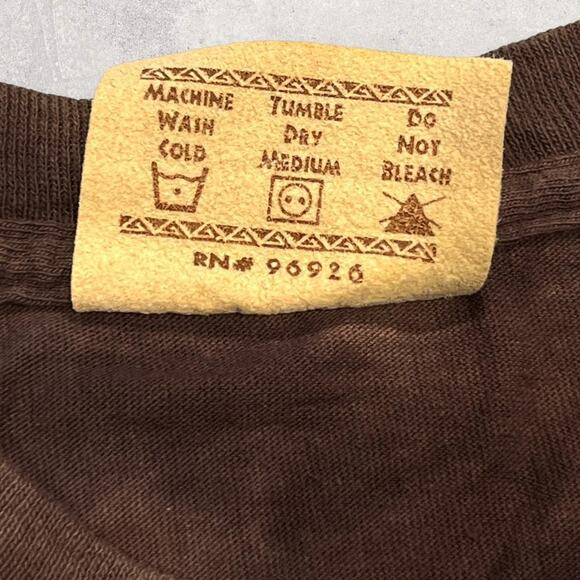 MACHINE WASH COLD
TUMBLE DRY MEDIUM
DO NOT BLEACH
RN# 96926